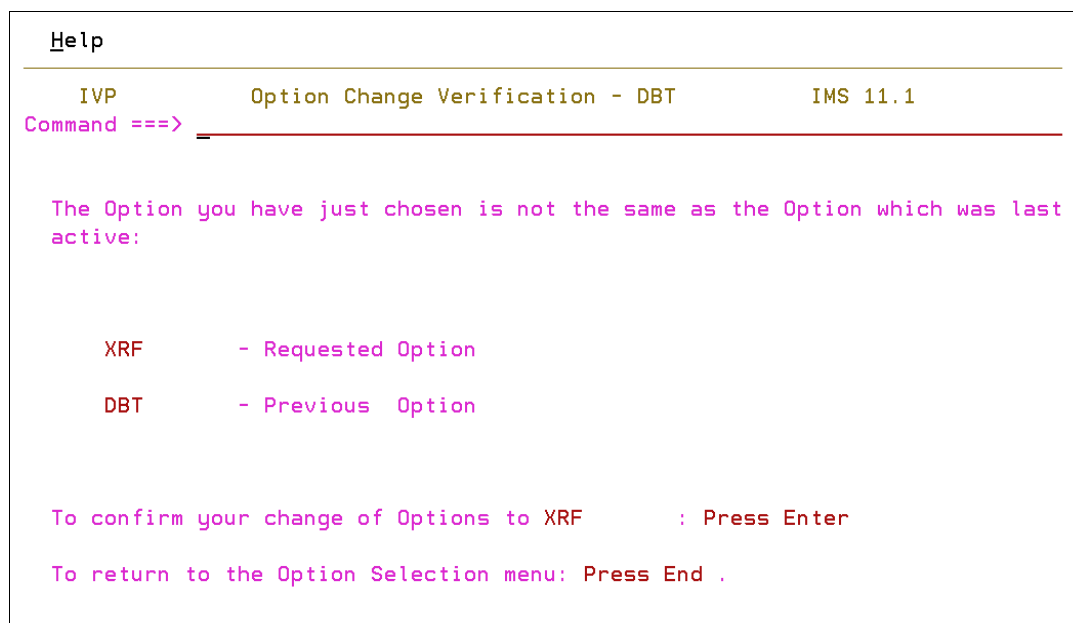 Help
IVP Option Change Verification - DBT IMS 11.1
Command ===>
The Option you have just chosen is not the same as the Option which was last
active:
XRF - Requested Option
DBT - Previous Option
To confirm your change of Options to XRF : Press Enter
To return to the Option Selection menu: Press End .